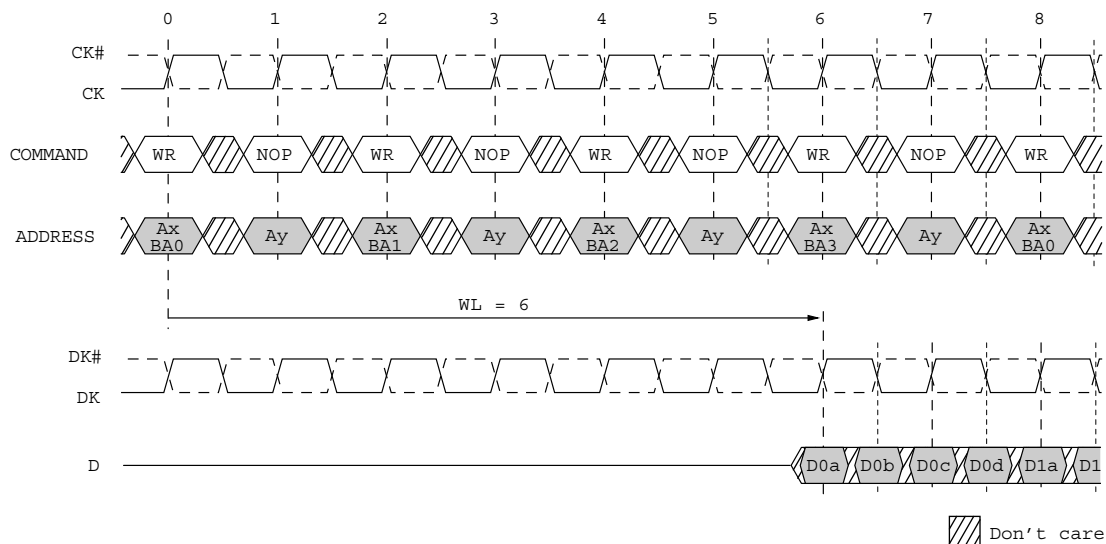 0 1 2 3 4 5 6 7 8
CK#
CK
COMMAND WR NOP WR NOP WR NOP WR NOP WR
ADDRESS Ax BA0 Ay Ax BA1 Ay Ax BA2 Ay Ax BA3 Ay Ax BA0
WL = 6
DK#
DK
D D0a D0b D0c D0d D1a D1
Don't care